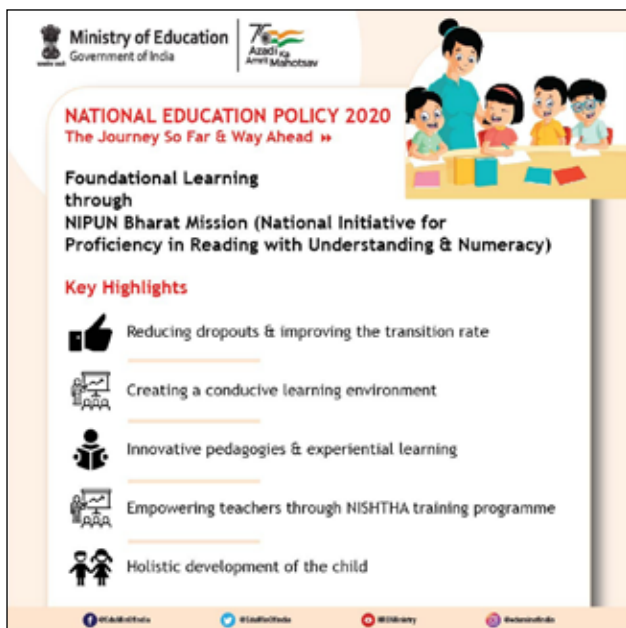 Ministry of Education
Government of India
Azadi Ka
Amrit Mahotsav
NATIONAL EDUCATION POLICY 2020
The Journey So Far & Way Ahead
Foundational Learning
through
NIPUN Bharat Mission (National Initiative for
Proficiency in Reading with Understanding & Numeracy)
Key Highlights
Reducing dropouts & improving the transition rate
Creating a conducive learning environment
Innovative pedagogies & experiential learning
Empowering teachers through NISHTHA training programme
Holistic development of the child
@EduMinOfIndia
@EduMinOfIndia